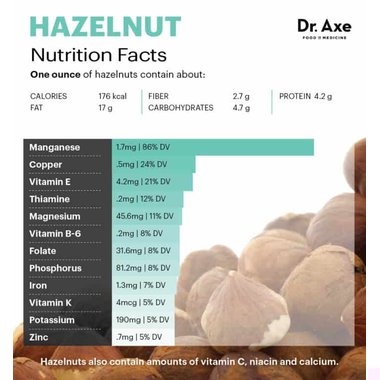 HAZELNUT
Dr. Axe
FOOD IS MEDICINE
Nutrition Facts
One ounce of hazelnuts contain about:
CALORIES 176 kcal FIBER 2.7 g PROTEIN 4.2 g
FAT 17 g CARBOHYDRATES 4.7 g
Manganese 1.7mg | 86% DV
Copper .5mg | 24% DV
Vitamin E 4.2mg | 21% DV
Thiamine .2mg | 12% DV
Magnesium 45.6mg | 11% DV
Vitamin B-6 .2mg | 8% DV
Folate 31.6mg | 8% DV
Phosphorus 81.2mg | 8% DV
Iron 1.3mg | 7% DV
Vitamin K 4mcg | 5% DV
Potassium 190mg | 5% DV
Zinc .7mg | 5% DV
Hazelnuts also contain amounts of vitamin C, niacin and calcium.